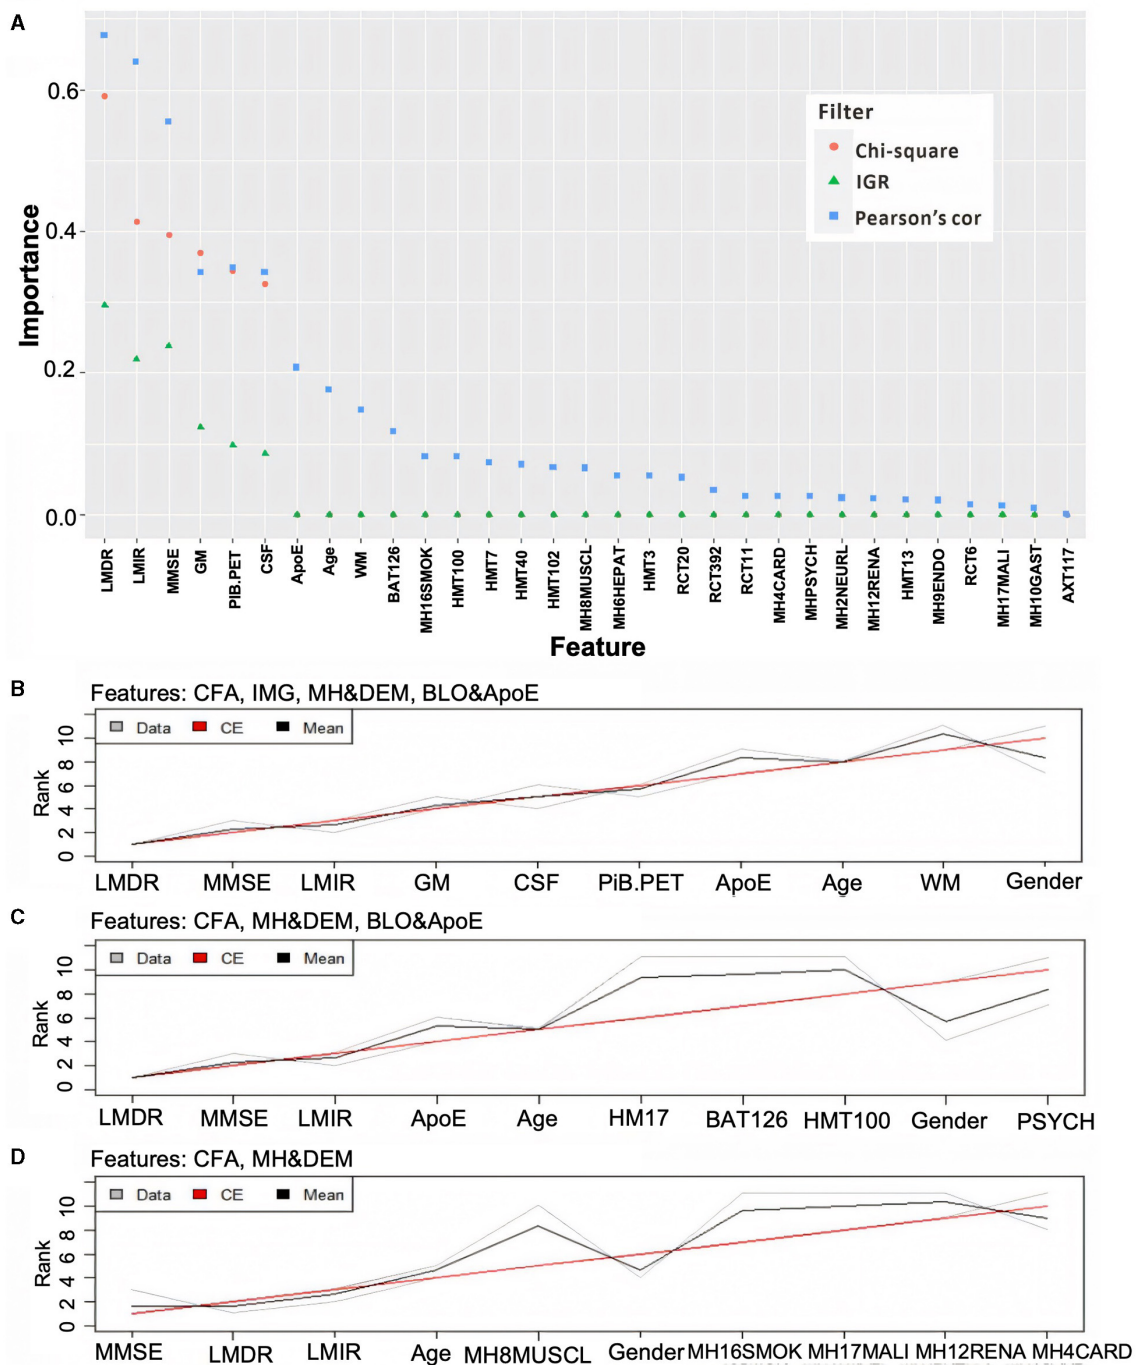 A
Importance
0.6
0.4
0.2
0.0
Filter
Chi-square
IGR
Pearson's cor
LMDR
LMIR
MMSE
GM
PIB.PET
CSF
ApoE
Age
WM
BAT126
MH16SMOK
HMT100
HMT7
HMT40
HMT102
MH8MUSCL
MH6HEPAT
HMT3
RCT20
RCT392
RCT11
MH4CARD
MHPSYCH
MH2NEURL
MH12RENA
HMT13
MH9ENDO
RCT6
MH17MALI
MH10GAST
AXT117
Feature
B
Features: CFA, IMG, MH&DEM, BLO&ApoE
Data CE Mean
Rank
10
8
6
4
2
0
LMDR MMSE LMIR GM CSF PiB.PET ApoE Age WM Gender
C
Features: CFA, MH&DEM, BLO&ApoE
Data CE Mean
Rank
10
8
6
4
2
0
LMDR MMSE LMIR ApoE Age HM17 BAT126 HMT100 Gender PSYCH
D
Features: CFA, MH&DEM
Data CE Mean
Rank
10
8
6
4
2
0
MMSE LMDR LMIR Age MH8MUSCL Gender MH16SMOK MH17MALI MH12RENA MH4CARD